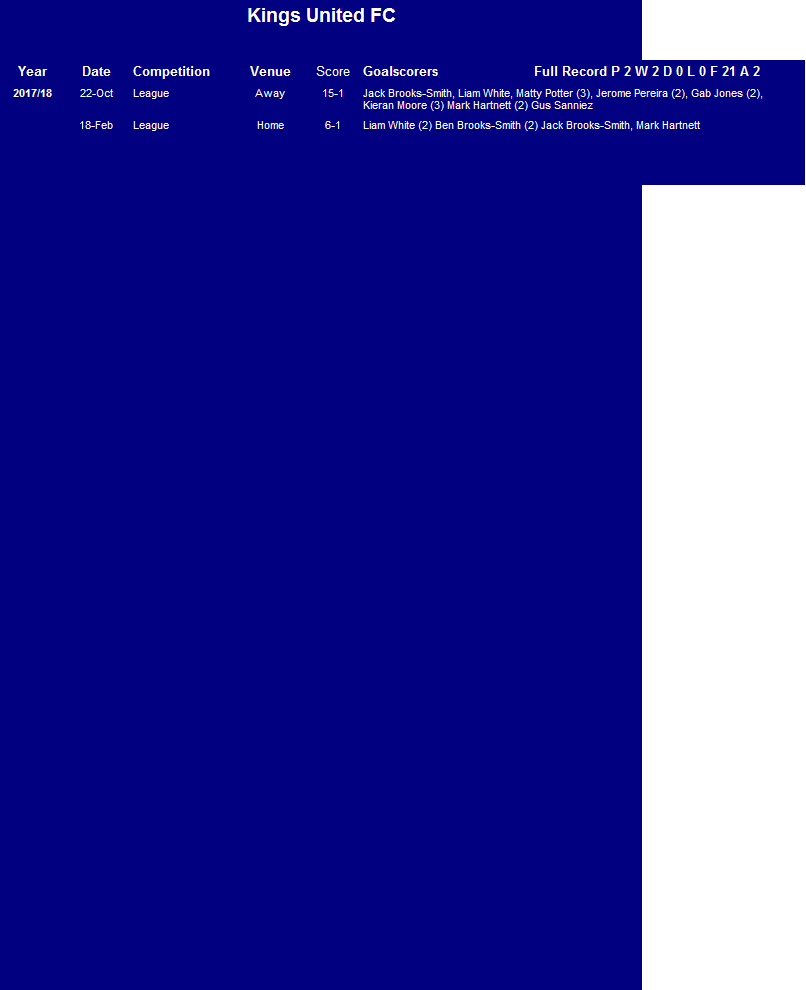 Kings United FC
Year Date Competition Venue Score Goalscorers Full Record P 2 W 2 D 0 L 0 F 21 A 2
2017/18 22-Oct League Away 15-1 Jack Brooks-Smith, Liam White, Matty Potter (3), Jerome Pereira (2), Gab Jones (2),
Kieran Moore (3) Mark Hartnett (2) Gus Sanniez
18-Feb League Home 6-1 Liam White (2) Ben Brooks-Smith (2) Jack Brooks-Smith, Mark Hartnett